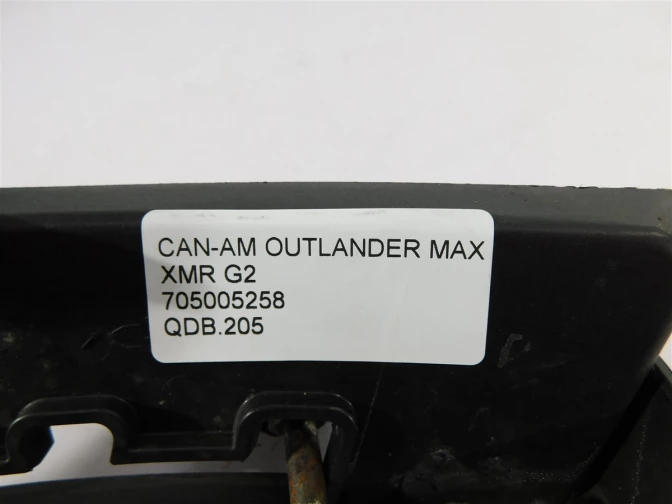 CAN-AM OUTLANDER MAX
XMR G2
705005258
QDB.205